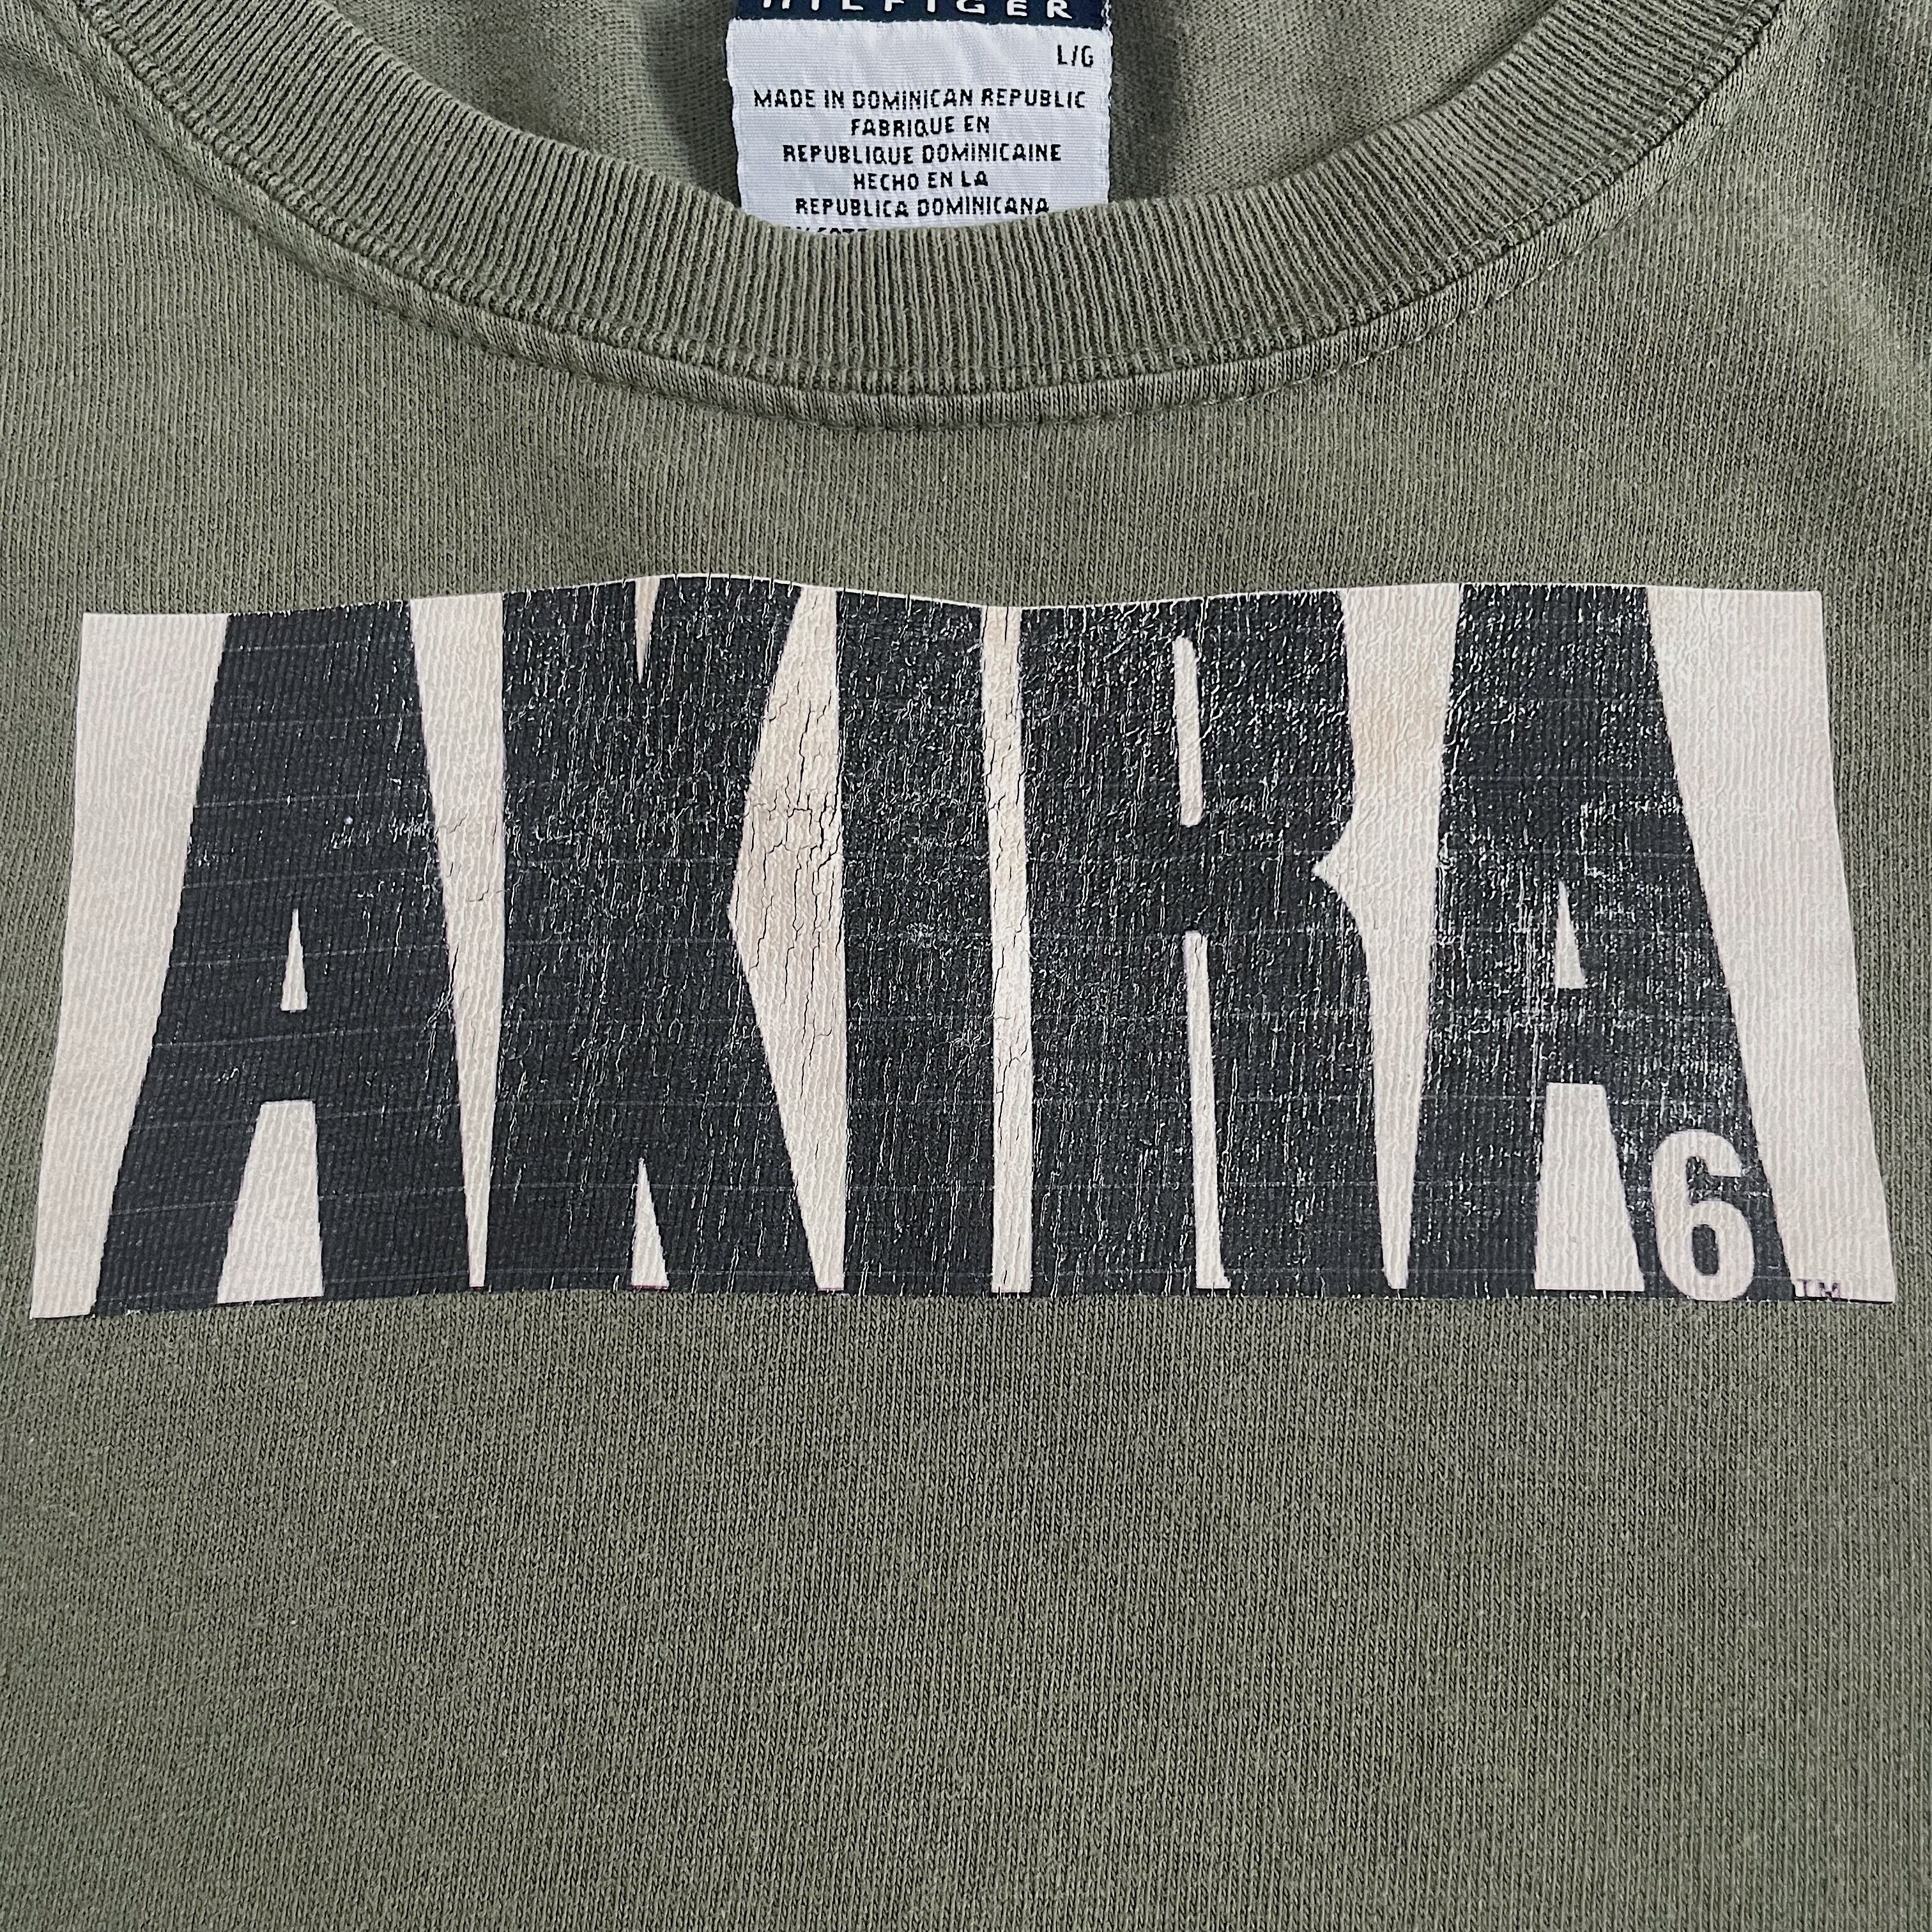 HILFIGER
L/G
MADE IN DOMINICAN REPUBLIC
FABRIQUE EN
REPUBLIQUE DOMINICAINE
HECHO EN LA
REPUBLICA DOMINICANA
AKIRA
6
TM